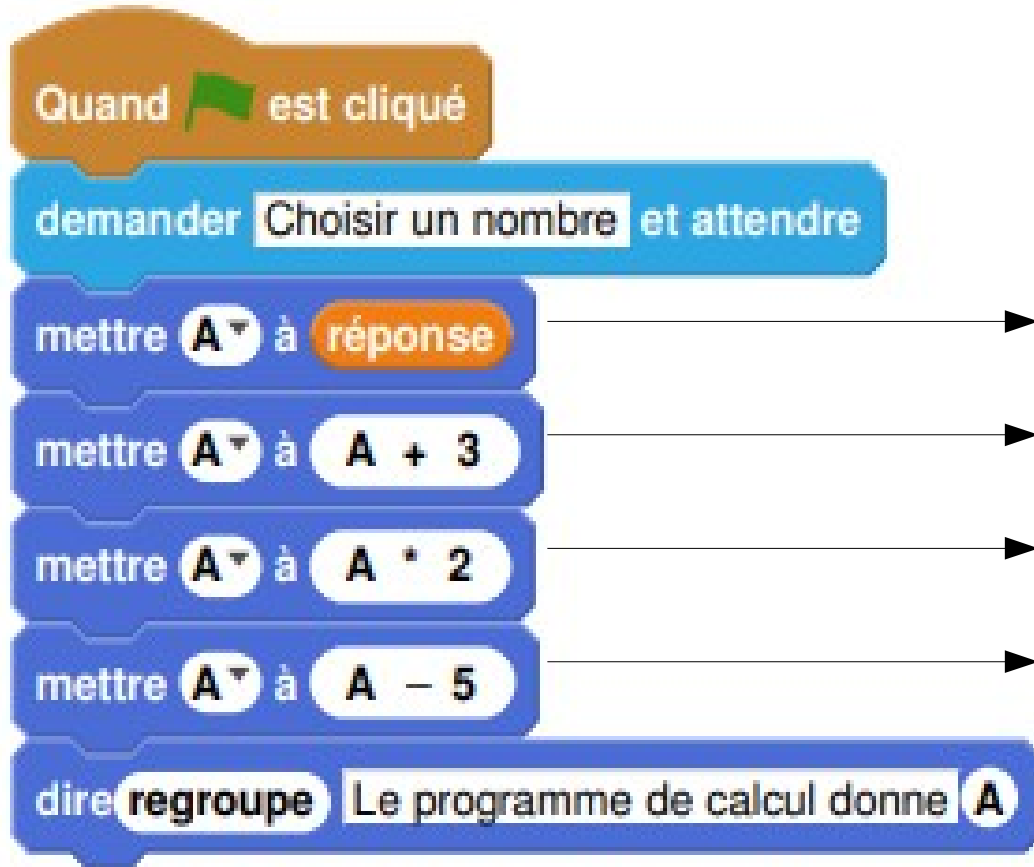 Quand est cliqué
demander Choisir un nombre et attendre
mettre A à réponse
mettre A à A + 3
mettre A à A * 2
mettre A à A – 5
dire regroupe Le programme de calcul donne A